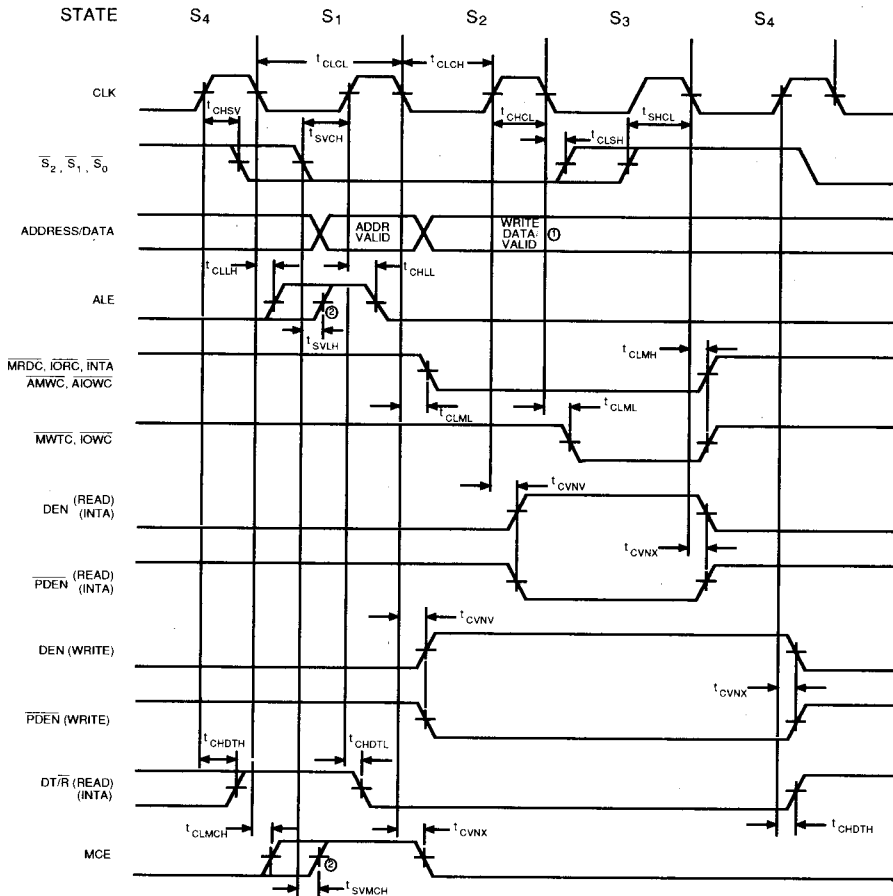 STATE S4 S1 S2 S3 S4
tCLCL tCLCH
CLK
tCHSV tSVCH tCHCL tSHCL
tCLSH
S2, S1, S0
ADDRESS/DATA ADDR VALID WRITE DATA VALID ①
tCLLH tCHLL
ALE ②
tSVLH
MRDC, IORC, INTA tCLMH
AMWC, AIOWC
tCLML tCLML
MWTC, IOWC
tCVNV
DEN (READ)
(INTA)
tCVNX
PDEN (READ)
(INTA)
tCVNV
DEN (WRITE)
tCVNX
PDEN (WRITE)
tCHDTH tCHDTL
DT/R (READ)
(INTA)
tCLMCH tCVNX tCHDTH
MCE ②
tSVMCH